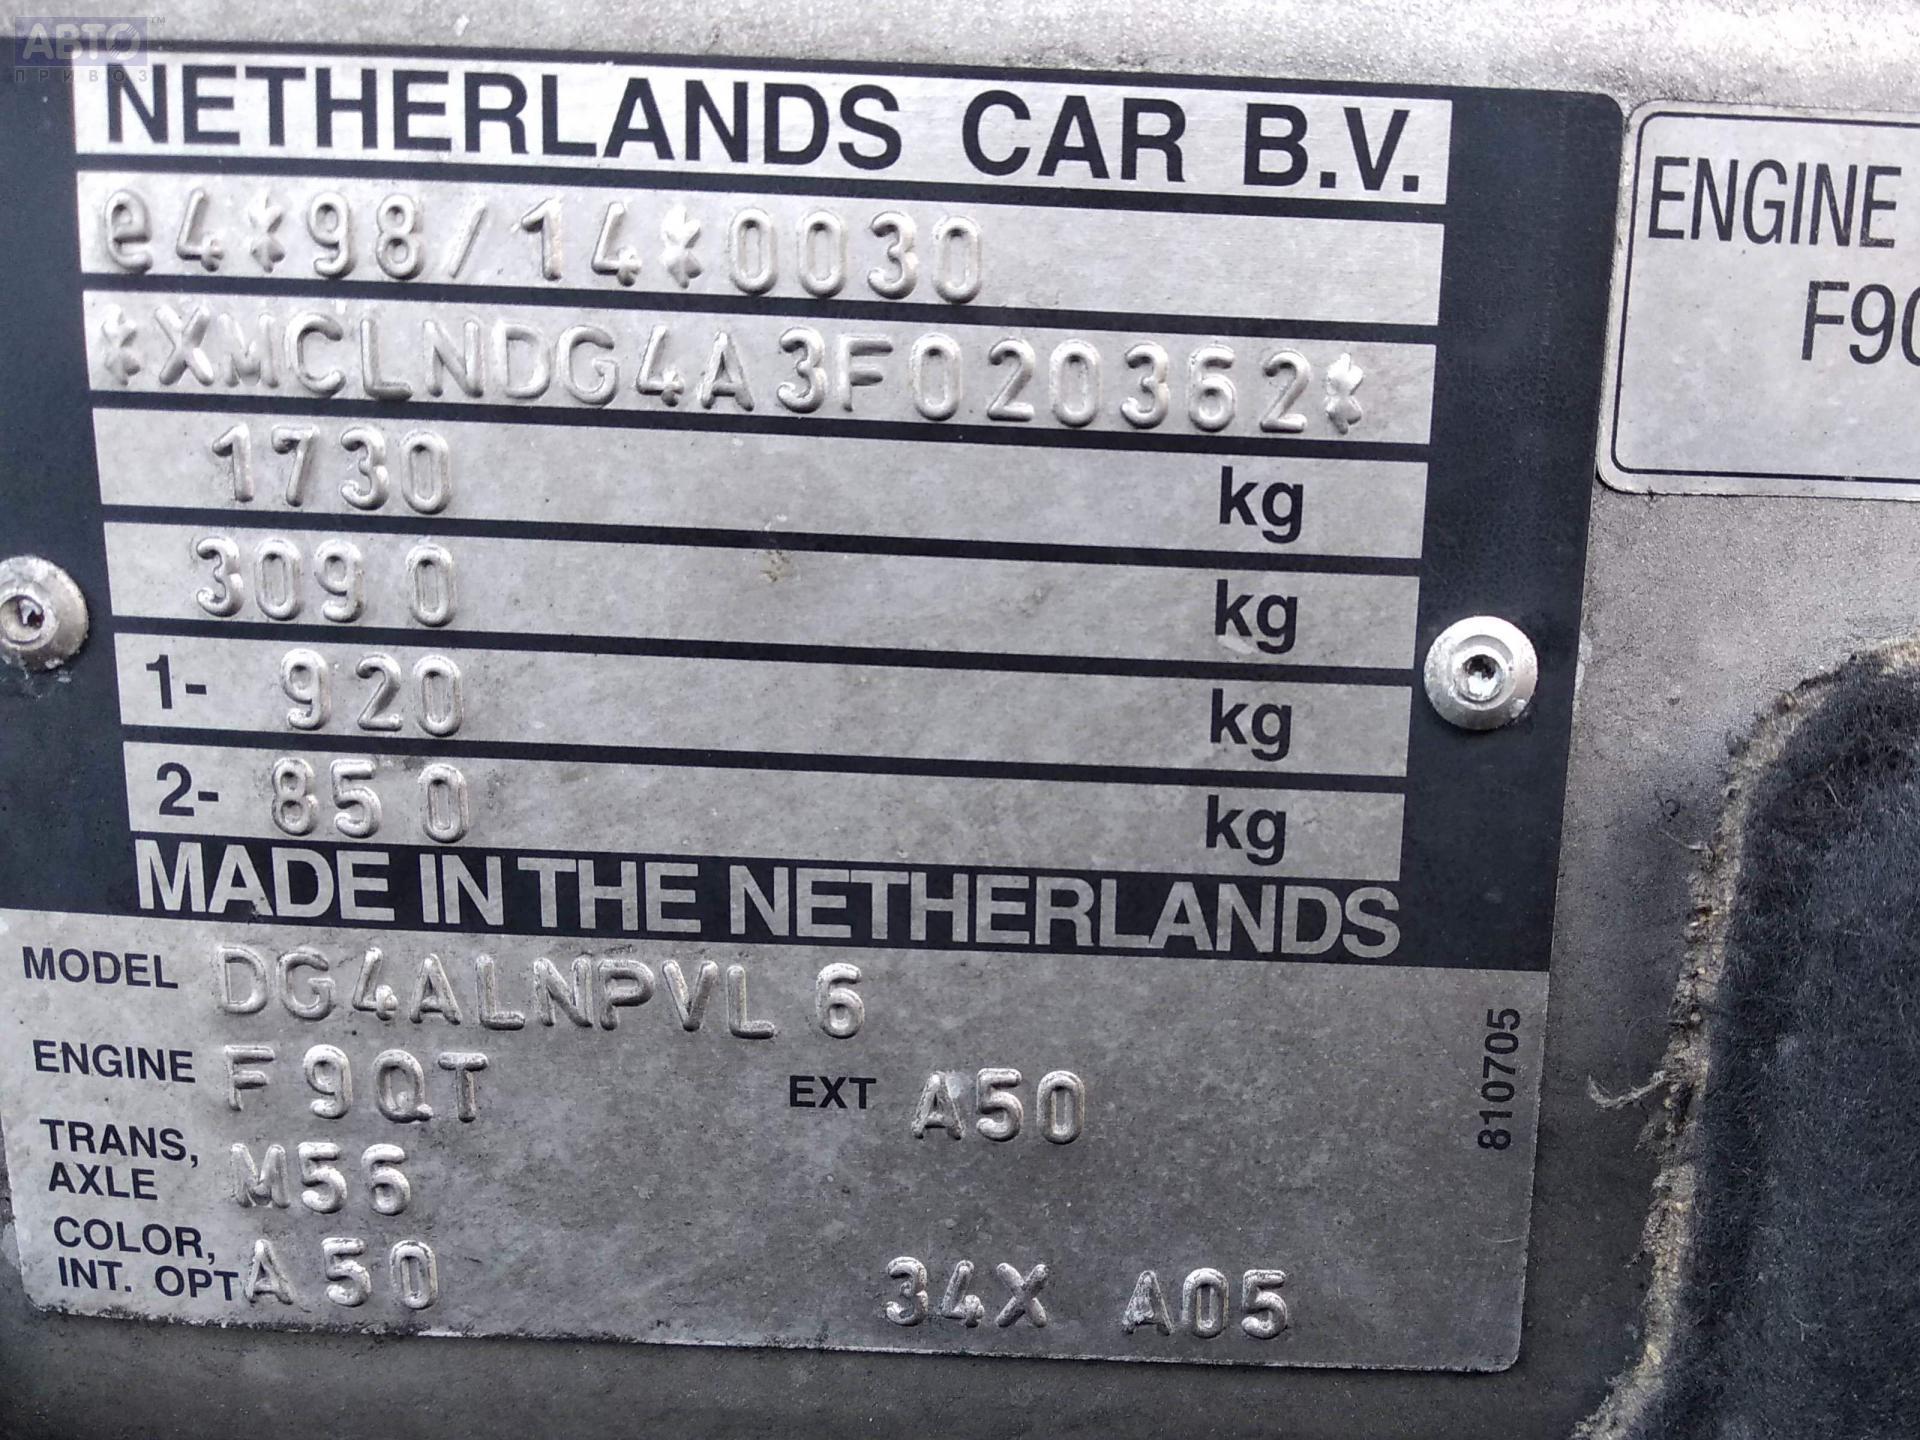 АВТО™
ПРИВОЗ
NETHERLANDS CAR B.V.
e4*98/14*0030
*XMCLNDG4A3F020362*
1730 kg
3090 kg
1- 920 kg
2- 850 kg
MADE IN THE NETHERLANDS
MODEL DG4ALNPVL 6
ENGINE F9QT EXT A50
TRANS,
AXLE M56
COLOR,
INT. OPT A50 34X A05
810705
ENGINE